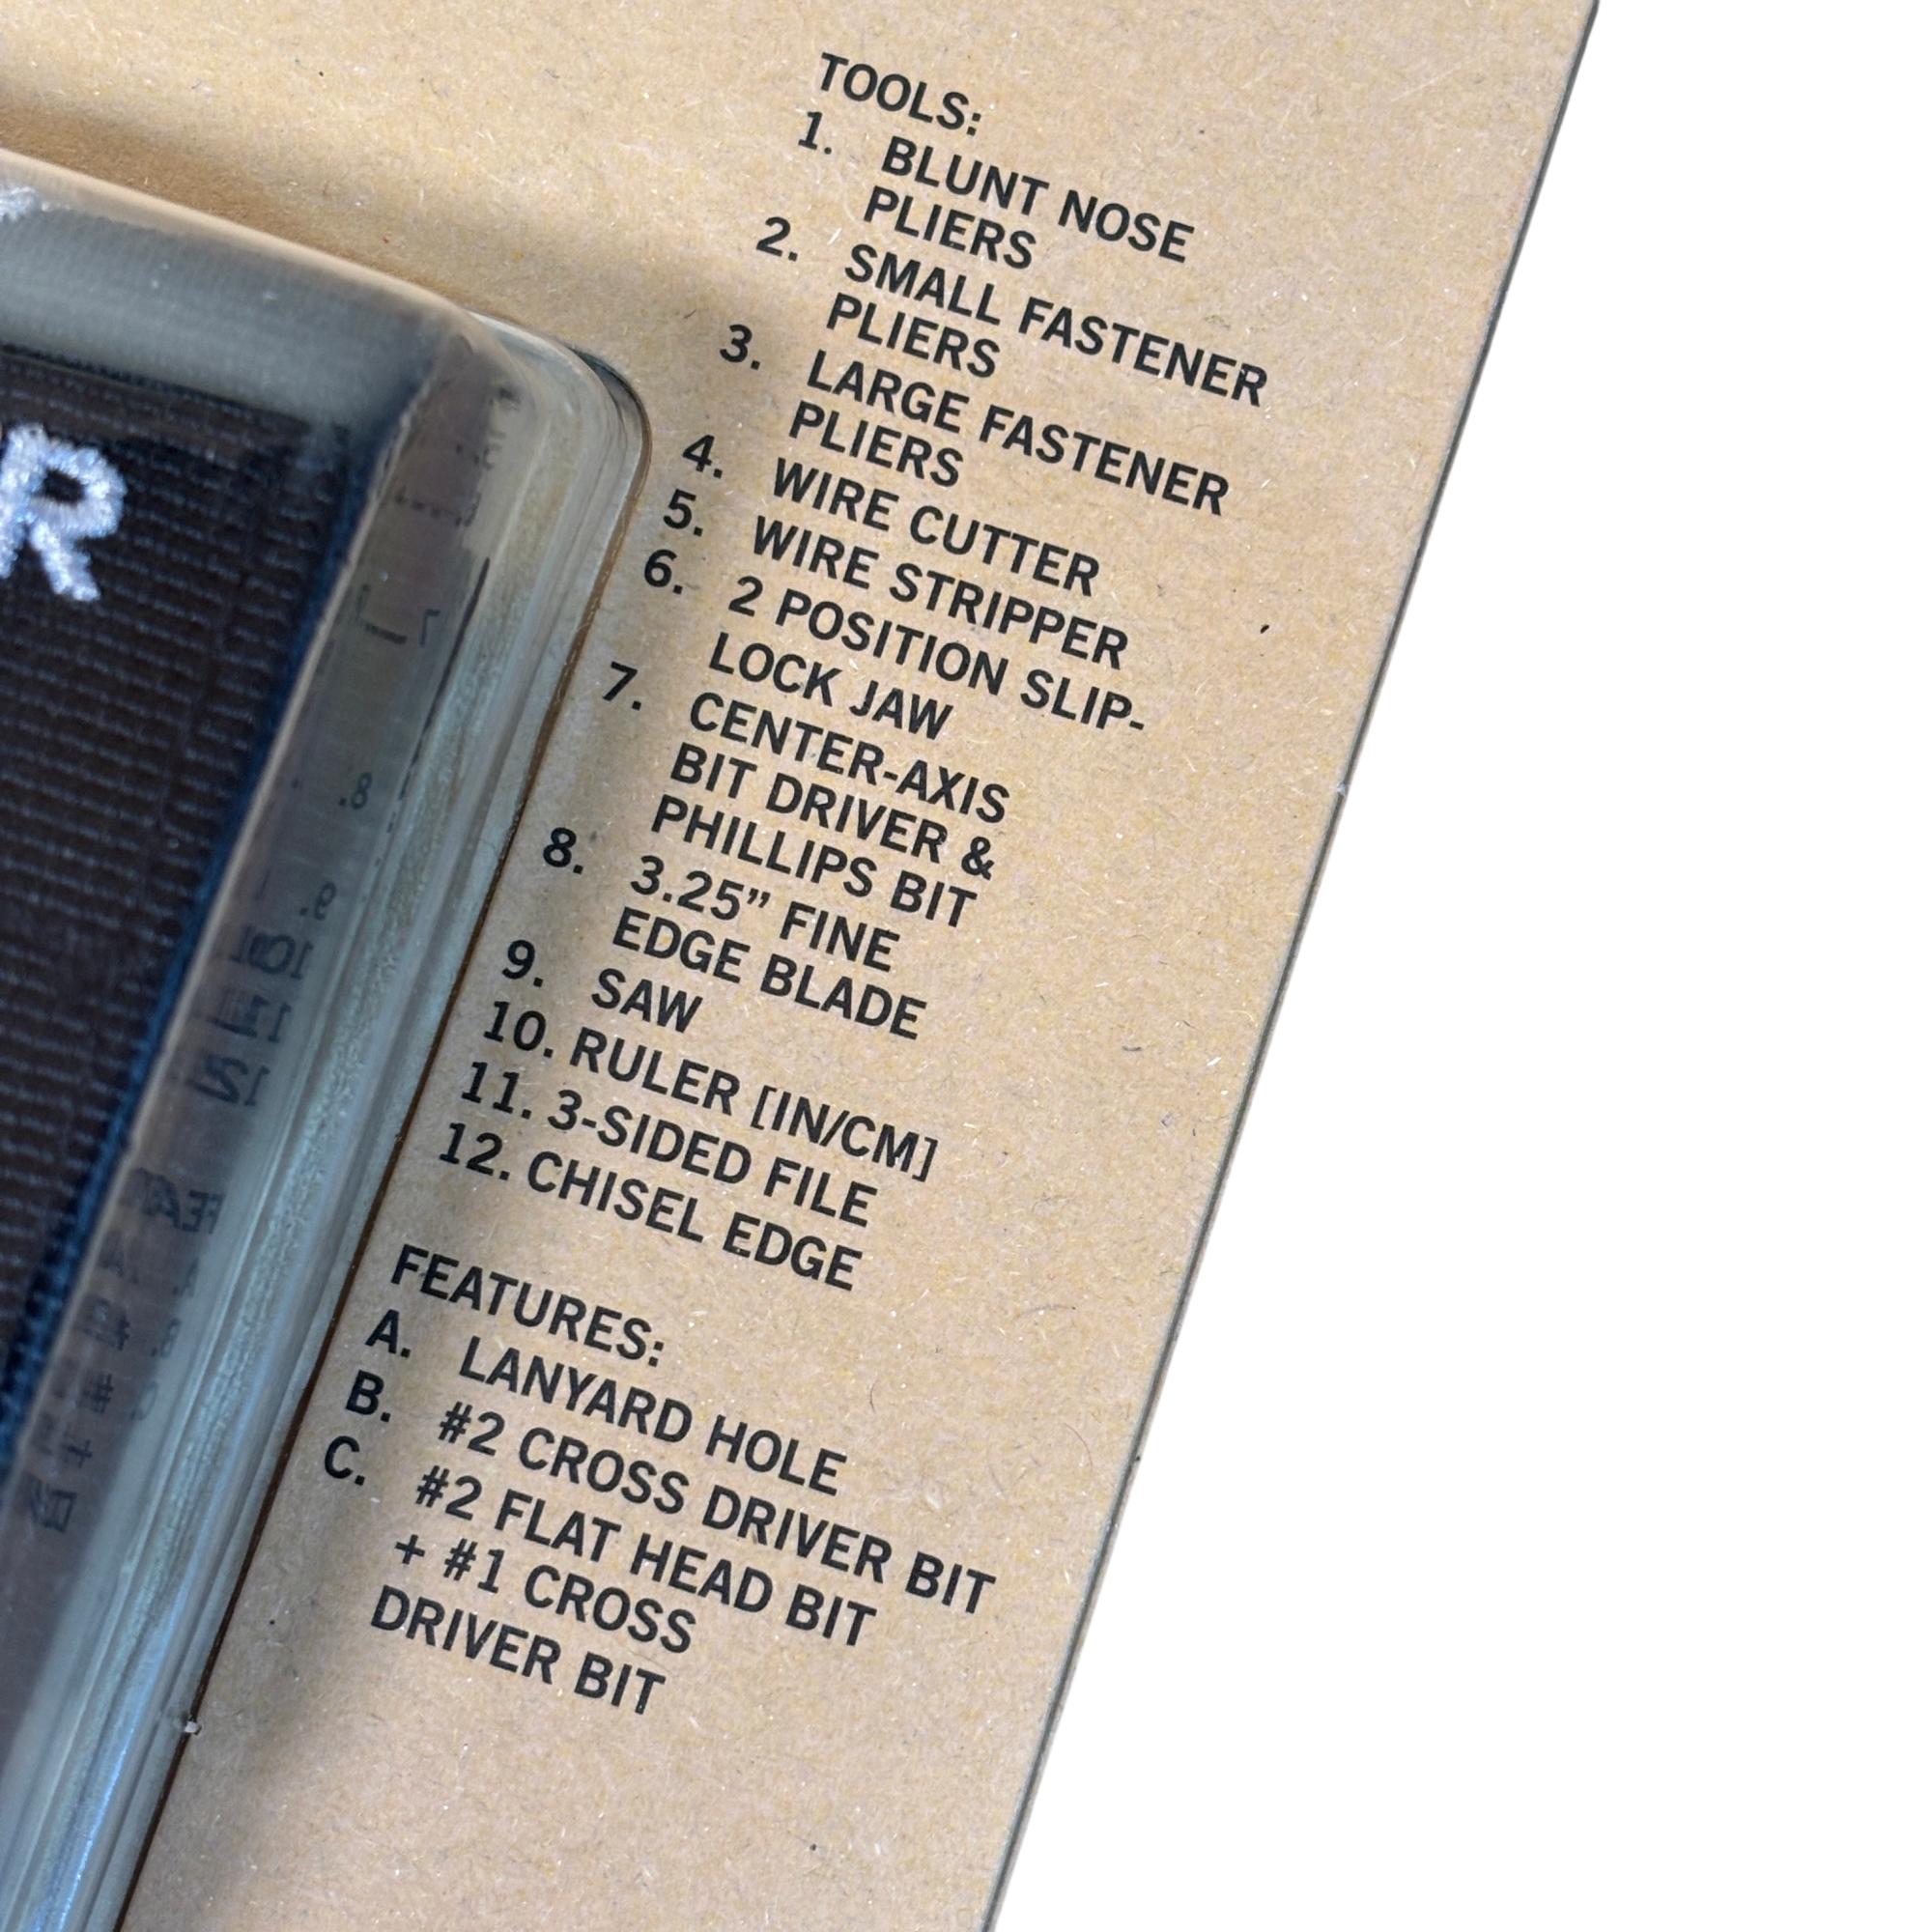 TOOLS:
1. BLUNT NOSE
PLIERS
2. SMALL FASTENER
PLIERS
3. LARGE FASTENER
PLIERS
4. WIRE CUTTER
5. WIRE STRIPPER
6. 2 POSITION SLIP-
LOCK JAW
7. CENTER-AXIS
BIT DRIVER &
PHILLIPS BIT
8. 3.25” FINE
EDGE BLADE
9. SAW
10. RULER [IN/CM]
11. 3-SIDED FILE
12. CHISEL EDGE
FEATURES:
A. LANYARD HOLE
B. #2 CROSS DRIVER BIT
C. #2 FLAT HEAD BIT
+ #1 CROSS
DRIVER BIT
R